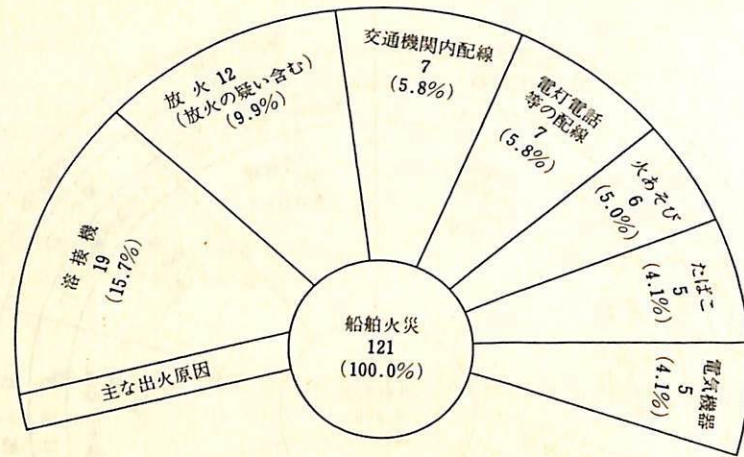 主な出火原因
溶接機
19
(15.7%)
放火 12
(放火の疑い含む)
(9.9%)
交通機関内配線
7
(5.8%)
電灯電話
等の配線
7
(5.8%)
火あそび
6
(5.0%)
たばこ
5
(4.1%)
電気機器
5
(4.1%)
船舶火災
121
(100.0%)